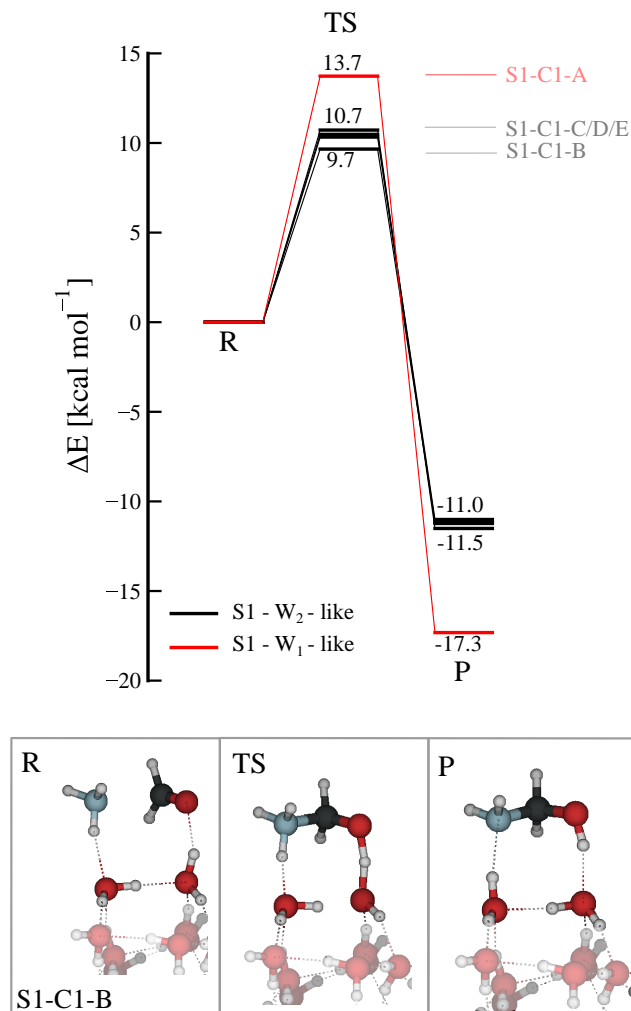 TS
15
13.7
S1-C1-A
10.7
10
S1-C1-C/D/E
S1-C1-B
9.7
5
0
R
ΔE [kcal mol⁻¹]
−5
−10
-11.0
-11.5
S1 - W₂ - like
−15
S1 - W₁ - like
-17.3
P
−20
R
TS
P
S1-C1-B